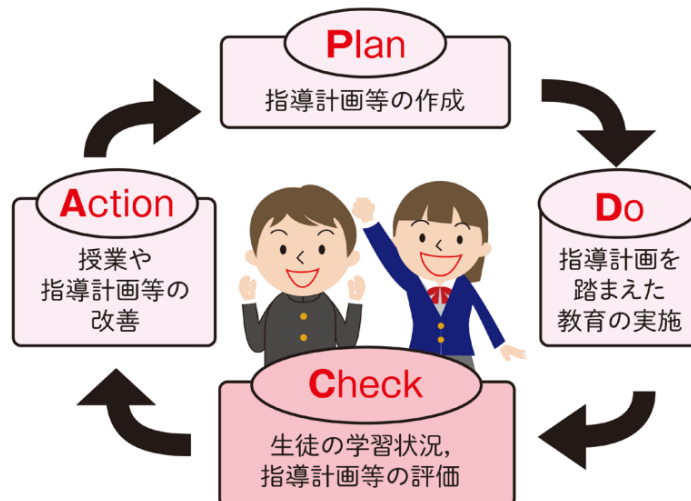 Plan
指導計画等の作成
Do
指導計画を
踏まえた
教育の実施
Check
生徒の学習状況,
指導計画等の評価
Action
授業や
指導計画等の
改善